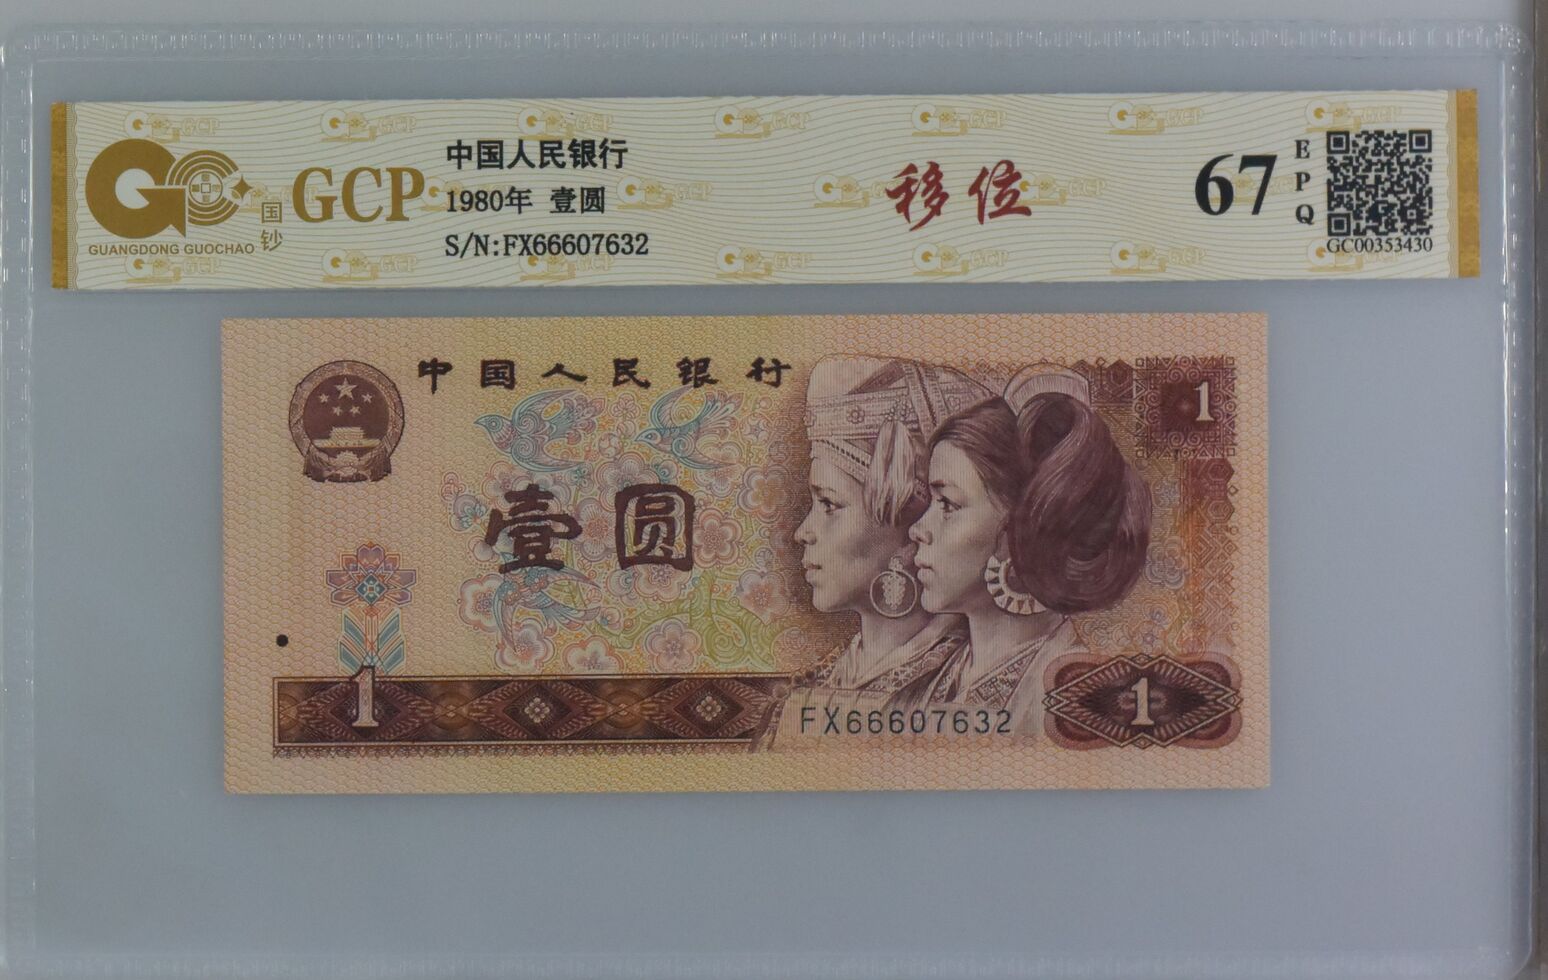 GUANGDONG GUOCHAO
国钞
GCP
中国人民银行
1980年 壹圆
S/N:FX66607632
移位
67
EPQ
GC00353430
中国人民银行
1
壹圆
1
FX66607632
1